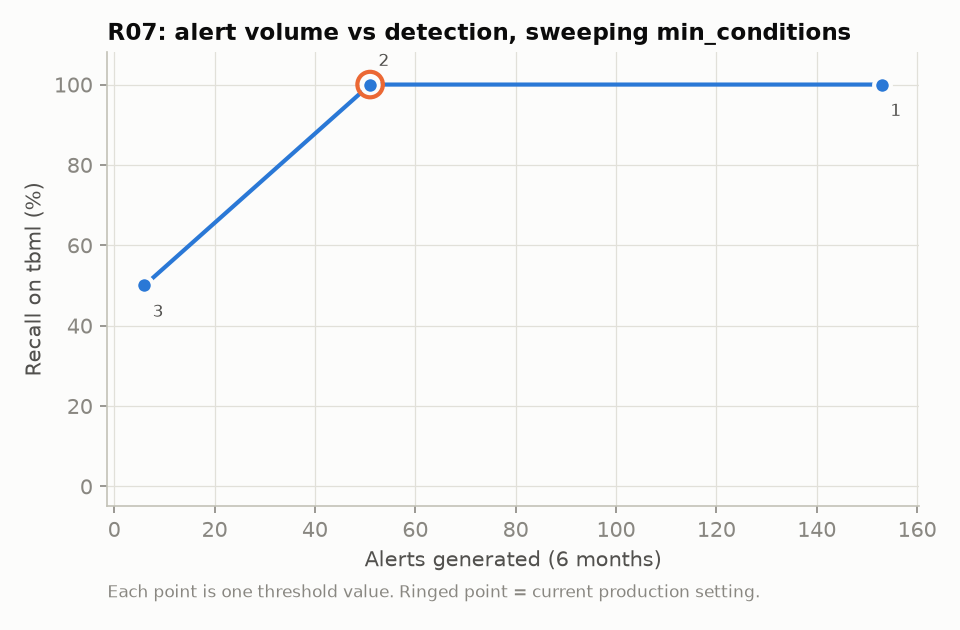 R07: alert volume vs detection, sweeping min_conditions
2
100
1
80
60
3
40
20
0
Recall on tbml (%)
0 20 40 60 80 100 120 140 160
Alerts generated (6 months)
Each point is one threshold value. Ringed point = current production setting.